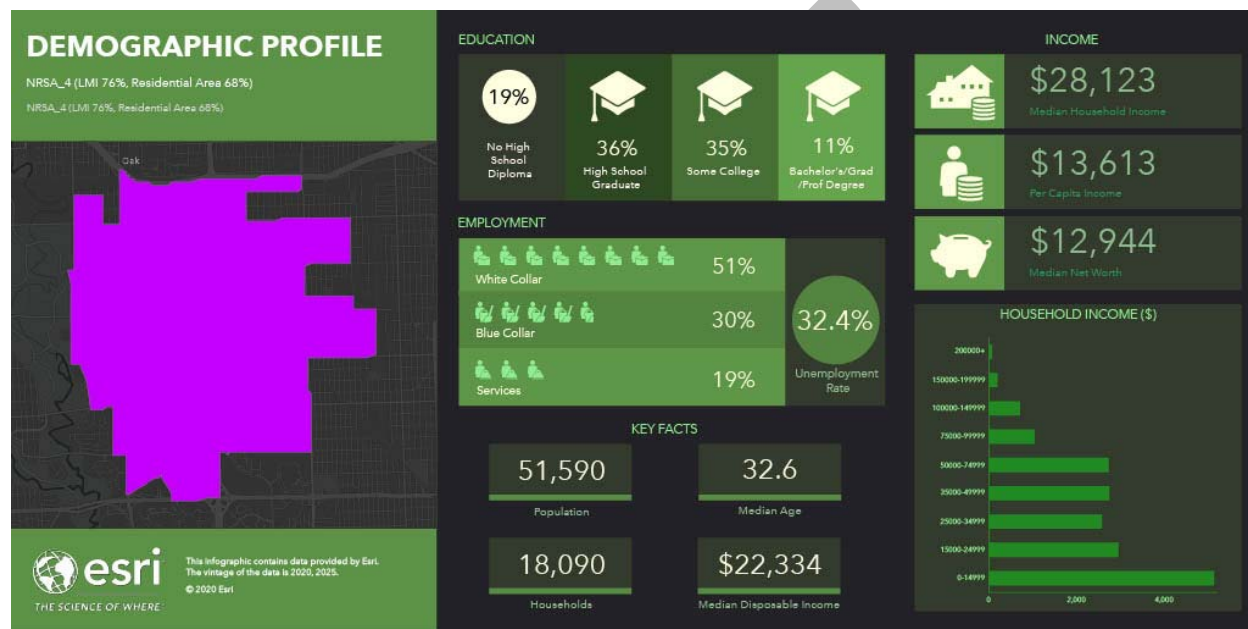 DEMOGRAPHIC PROFILE
NRSA_4 (LMI 76%, Residential Area 68%)
NRSA_4 (LMI 76%, Residential Area 68%)
Oak
esri
THE SCIENCE OF WHERE
This infographic contains data provided by Esri.
The vintage of the data is 2020, 2025.
© 2020 Esri
EDUCATION
19%
No High
School
Diploma
36%
High School
Graduate
35%
Some College
11%
Bachelor's/Grad
/Prof Degree
EMPLOYMENT
White Collar
51%
Blue Collar
30%
Services
19%
32.4%
Unemployment
Rate
KEY FACTS
51,590
Population
32.6
Median Age
18,090
Households
$22,334
Median Disposable Income
INCOME
$28,123
Median Household Income
$13,613
Per Capita Income
$12,944
Median Net Worth
HOUSEHOLD INCOME ($)
200000+
150000-199999
100000-149999
75000-99999
50000-74999
35000-49999
25000-34999
15000-24999
0-14999
0
2,000
4,000